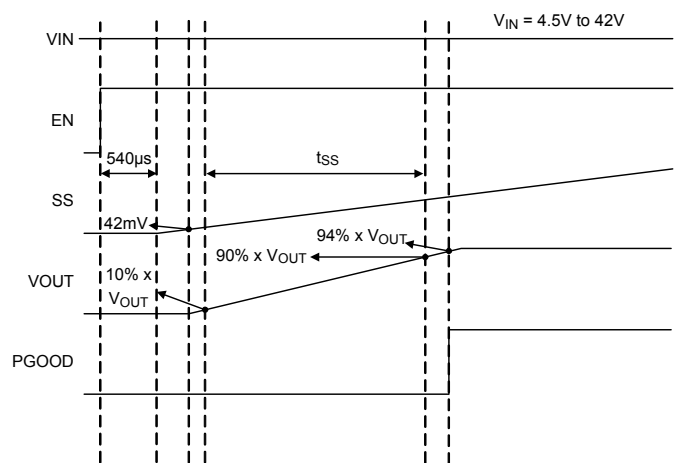 V_IN = 4.5V to 42V
VIN
EN
540µs
t_SS
SS
42mV
94% x V_OUT
90% x V_OUT
10% x
V_OUT
VOUT
PGOOD